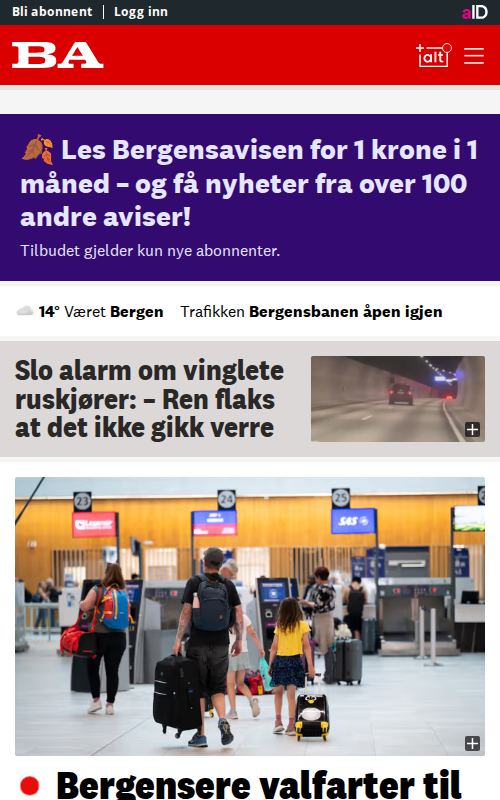 Bli abonnent | Logg inn
aID
BA
+alt
Les Bergensavisen for 1 krone i 1
måned – og få nyheter fra over 100
andre aviser!
Tilbudet gjelder kun nye abonnenter.
14° Været Bergen Trafikken Bergensbanen åpen igjen
Slo alarm om vinglete
ruskjører: – Ren flaks
at det ikke gikk verre
23
24
25
SAS
Bergensere valfarter til